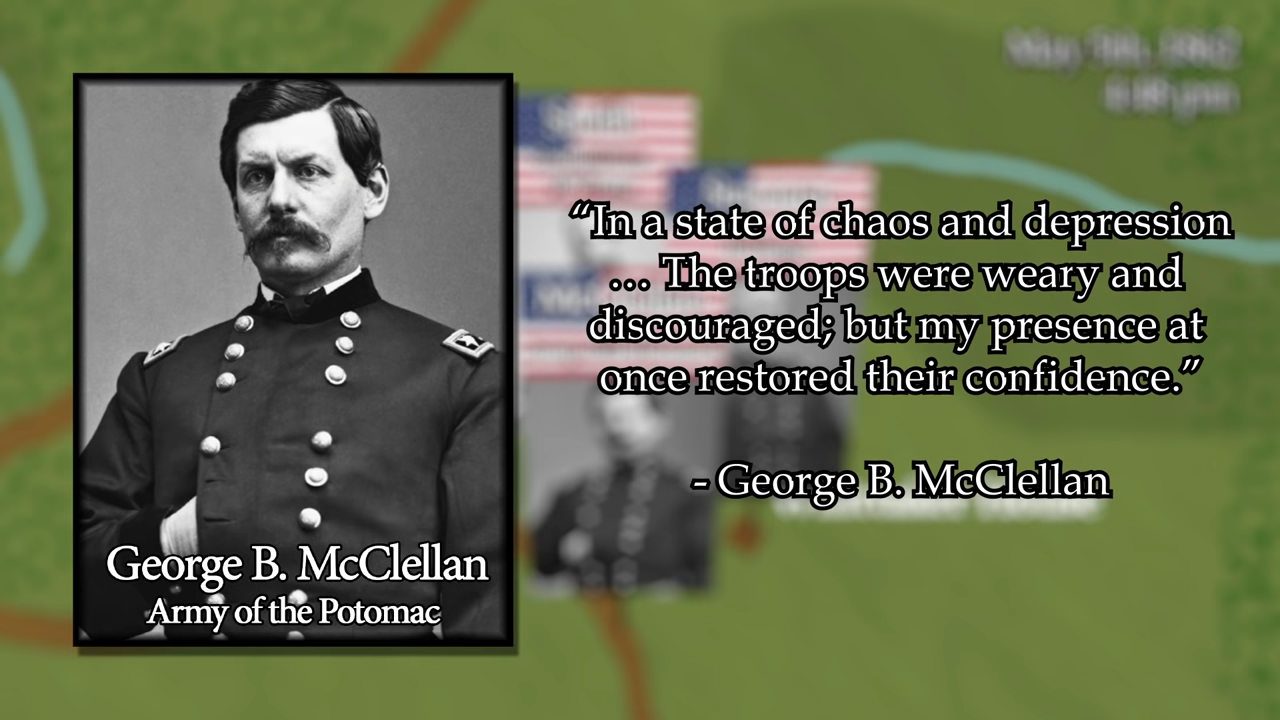 “In a state of chaos and depression
… The troops were weary and
discouraged; but my presence at
once restored their confidence.”
- George B. McClellan
George B. McClellan
Army of the Potomac